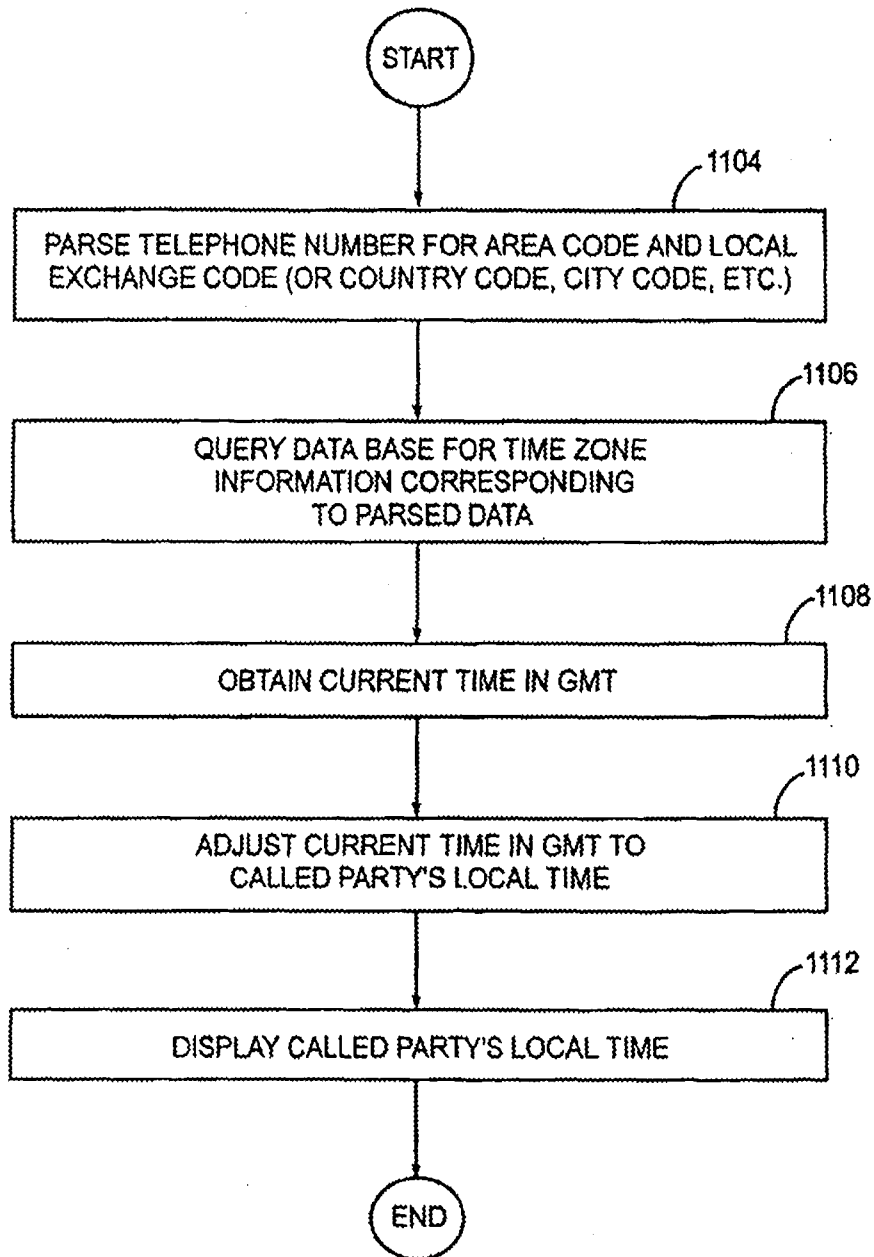 START
1104
PARSE TELEPHONE NUMBER FOR AREA CODE AND LOCAL
EXCHANGE CODE (OR COUNTRY CODE, CITY CODE, ETC.)
1106
QUERY DATA BASE FOR TIME ZONE
INFORMATION CORRESPONDING
TO PARSED DATA
1108
OBTAIN CURRENT TIME IN GMT
1110
ADJUST CURRENT TIME IN GMT TO
CALLED PARTY'S LOCAL TIME
1112
DISPLAY CALLED PARTY'S LOCAL TIME
END